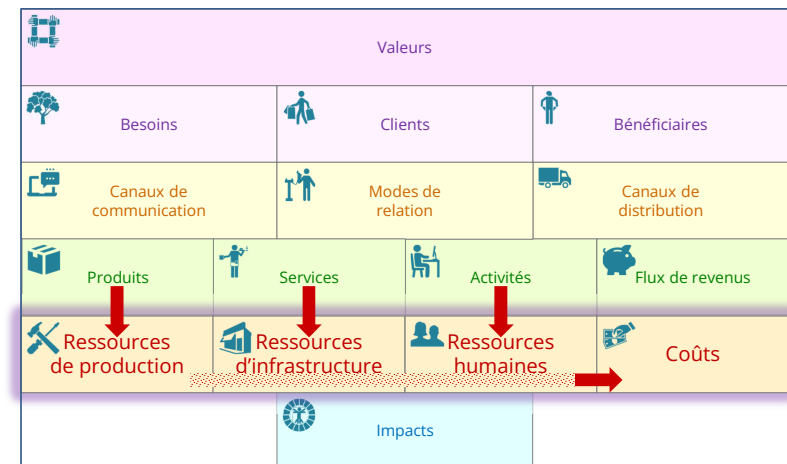 Valeurs
Besoins
Clients
Bénéficiaires
Canaux de
communication
Modes de
relation
Canaux de
distribution
Produits
Services
Activités
Flux de revenus
Ressources
de production
Ressources
d'infrastructure
Ressources
humaines
Coûts
Impacts